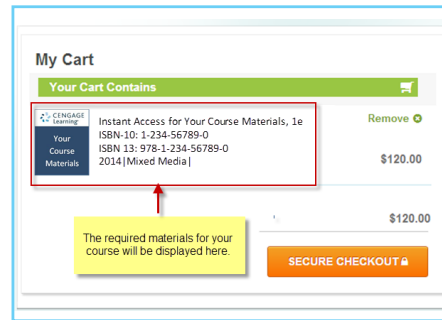 My Cart
Your Cart Contains
CENGAGE
Learning
Your
Course
Materials
Instant Access for Your Course Materials, 1e
ISBN-10: 1-234-56789-0
ISBN 13: 978-1-234-56789-0
2014|Mixed Media|
Remove
$120.00
$120.00
The required materials for your
course will be displayed here.
SECURE CHECKOUT